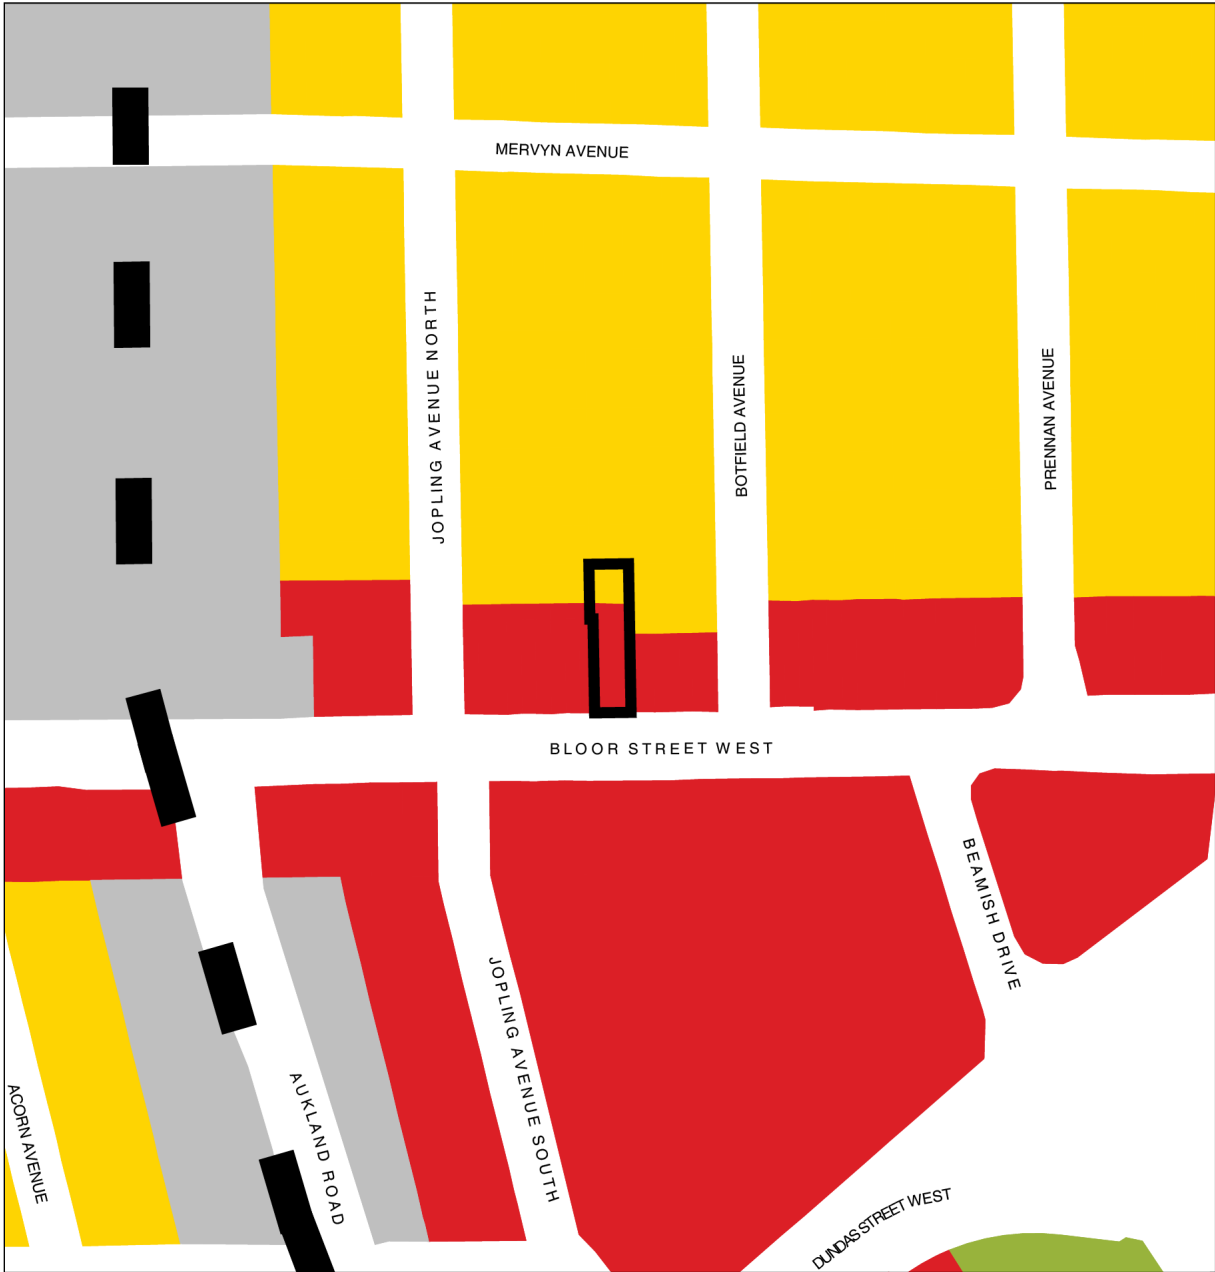 MERVYN AVENUE
JOPLING AVENUE NORTH
BOTFIELD AVENUE
PRENNAN AVENUE
BLOOR STREET WEST
BEAMISH DRIVE
JOPLING AVENUE SOUTH
AUKLAND ROAD
ACORN AVENUE
DUNDAS STREET WEST